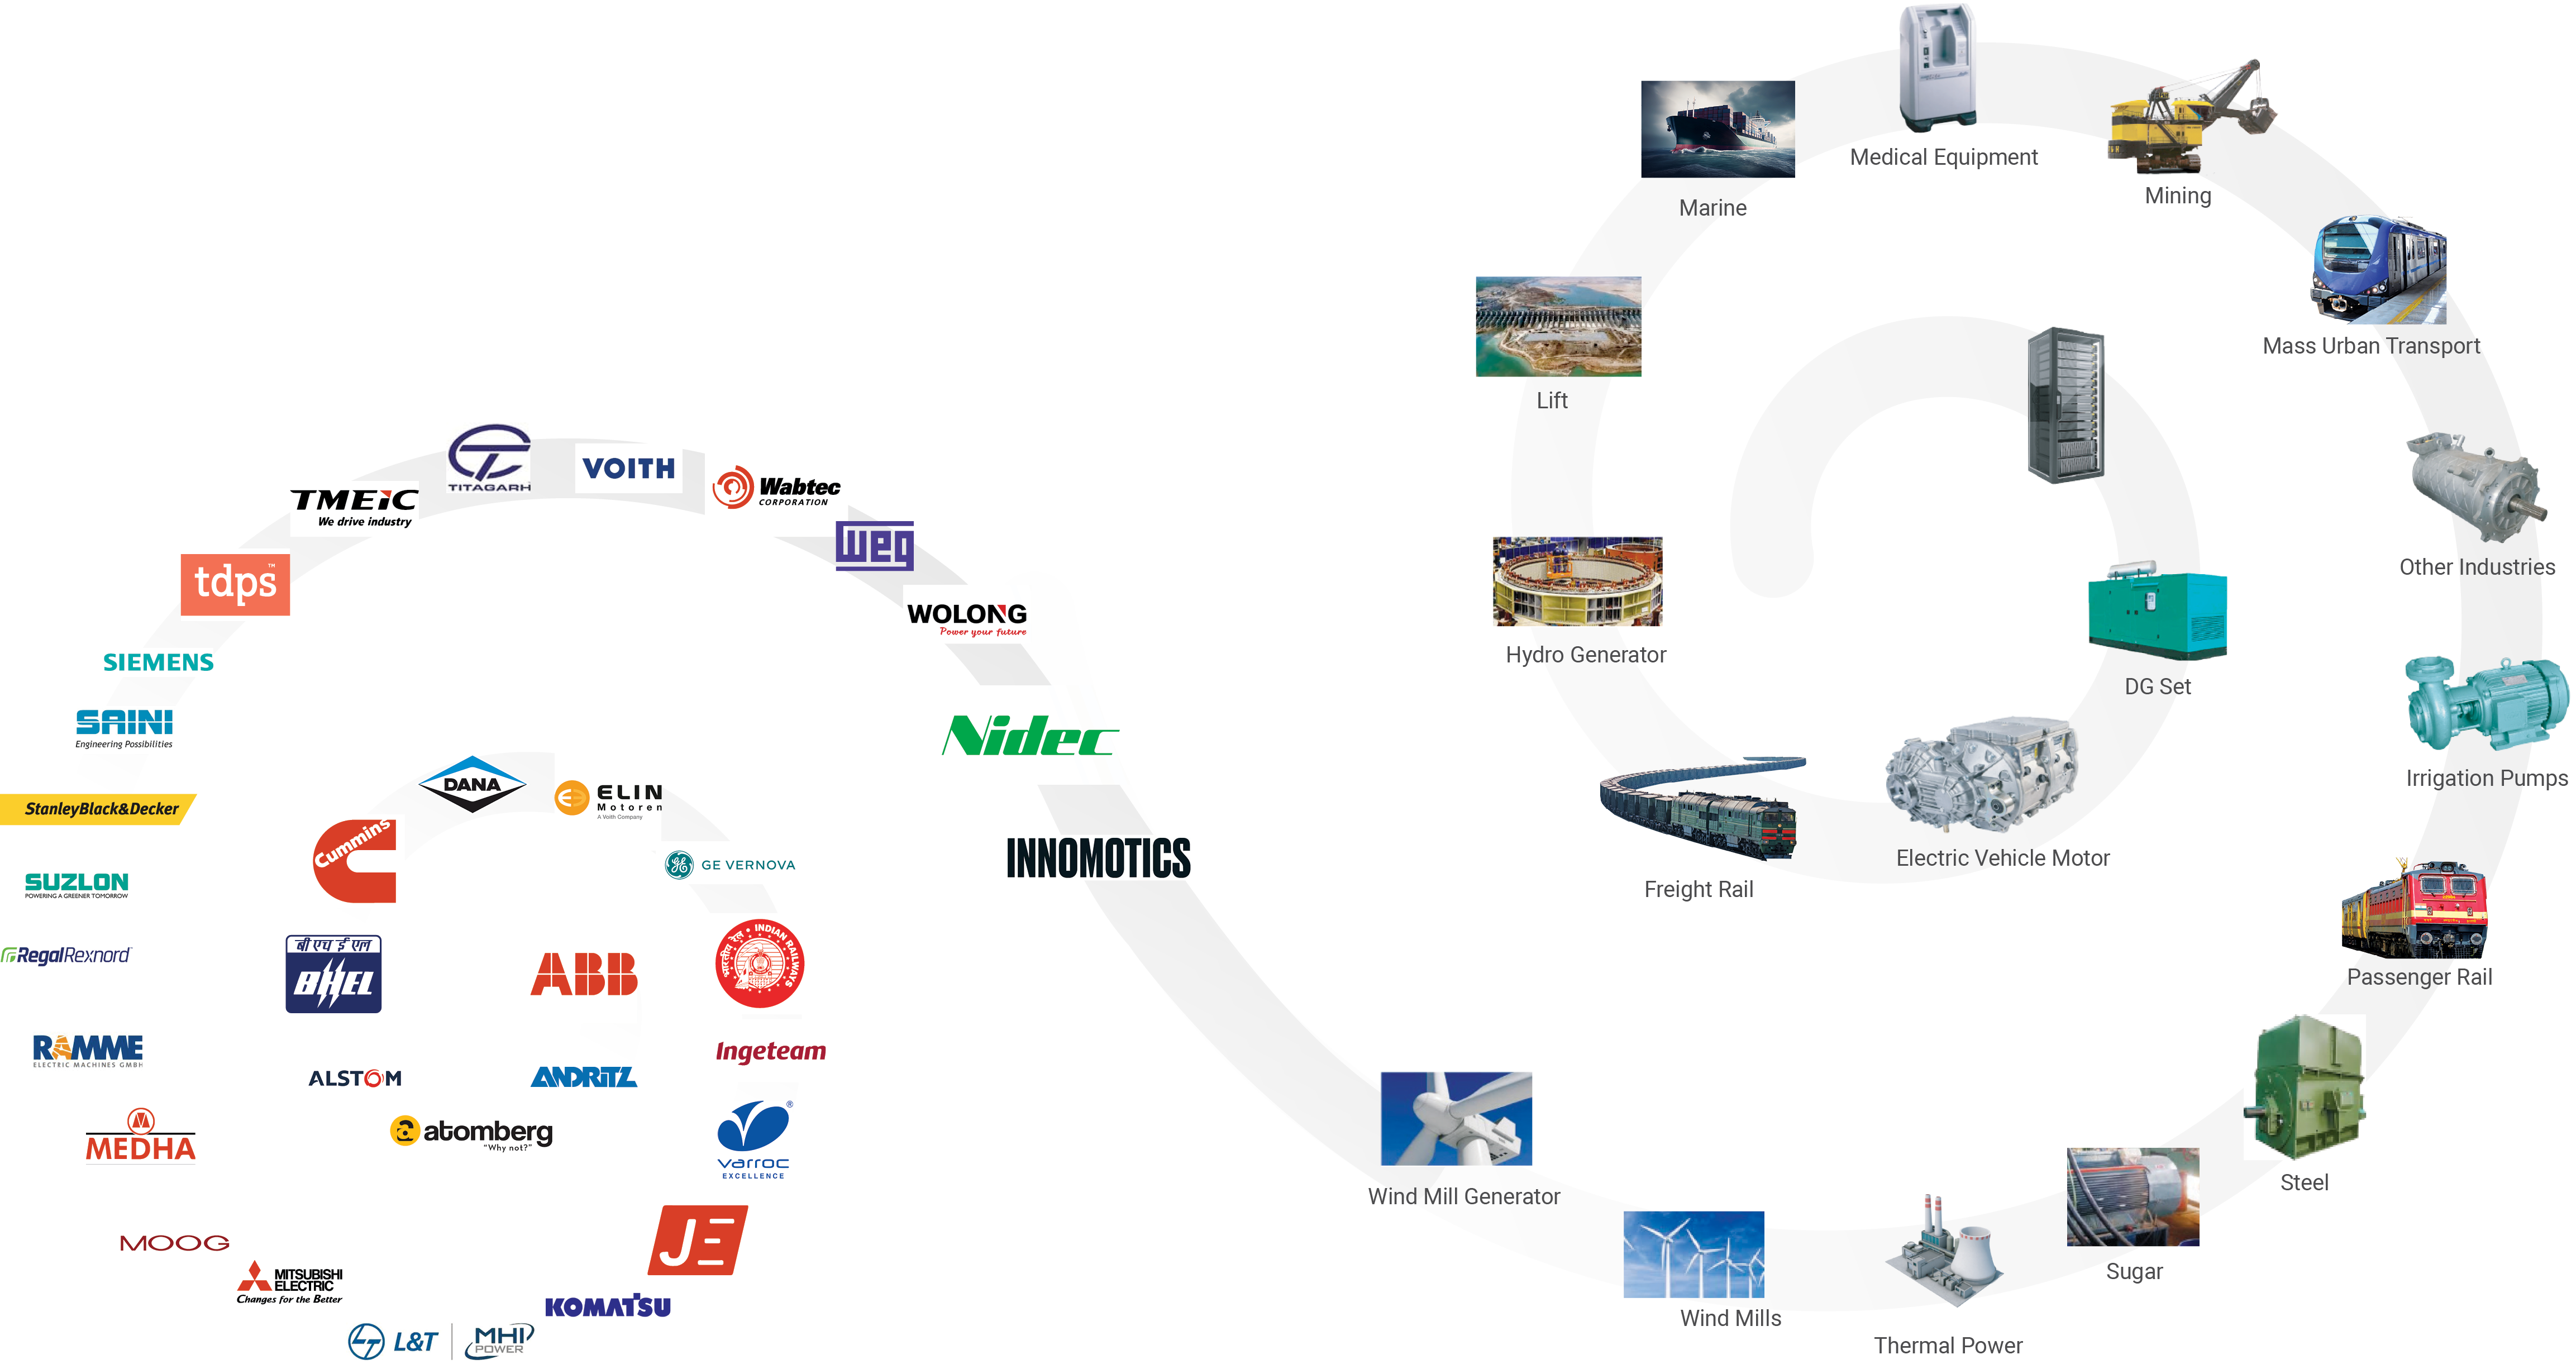 TITAGARH
VOITH
Wabtec
CORPORATION
TMEiC
We drive industry
WEG
tdps™
WOLONG
Power your future
SIEMENS
SAINI
Engineering Possibilities
Nidec
DANA
ELIN
Motoren
A Voith Company
StanleyBlack&Decker
Cummins
GE VERNOVA
INNOMOTICS
SUZLON
POWERING A GREENER TOMORROW
RegalRexnord
बी एच ई एल
BHEL
ABB
भारतीय रेल • INDIAN RAILWAYS
RAMME
ELECTRIC MACHINES GMBH
Ingeteam
ALSTOM
ANDRITZ
atomberg
"Why not?"
MEDHA
varroc®
EXCELLENCE
MOOG
JE
MITSUBISHI
ELECTRIC
Changes for the Better
KOMATSU
LT L&T
MHI
POWER
Medical Equipment
Mining
Marine
Mass Urban Transport
Lift
Other Industries
Hydro Generator
DG Set
Irrigation Pumps
Electric Vehicle Motor
Freight Rail
Passenger Rail
Steel
Wind Mill Generator
Sugar
Wind Mills
Thermal Power